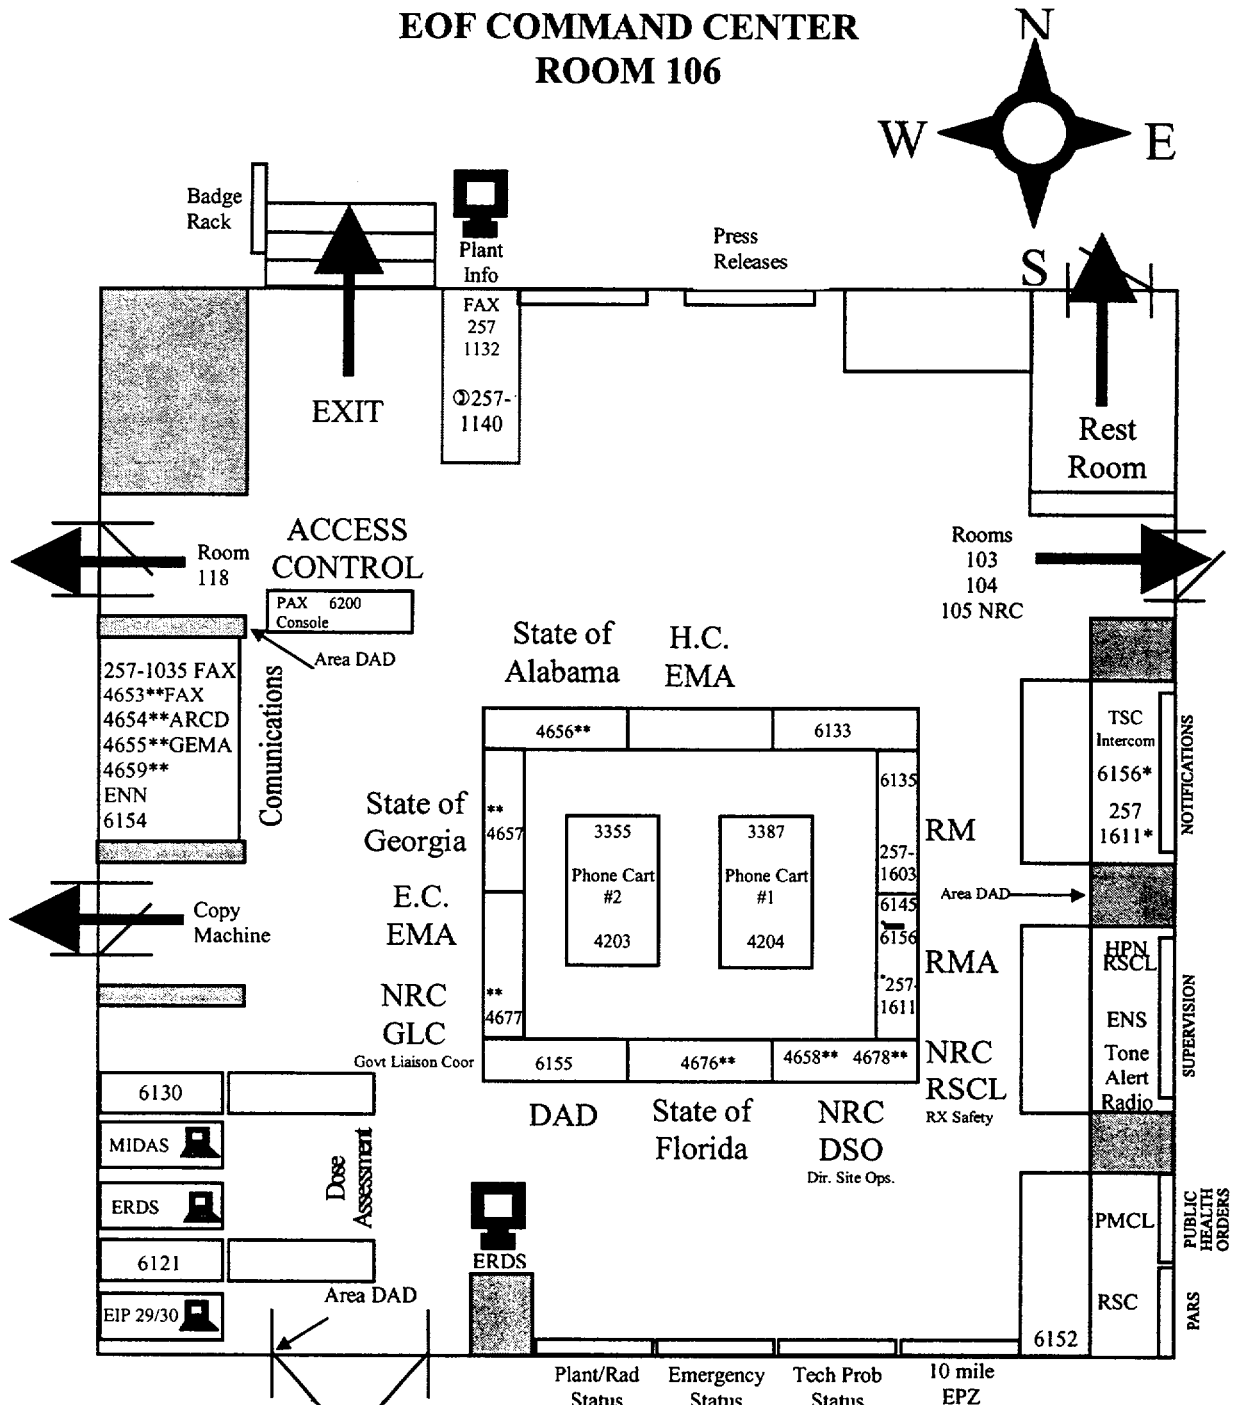 EOF COMMAND CENTER
ROOM 106
N
W
E
S
Badge
Rack
Plant
Info
Press
Releases
FAX
257
1132
✆257-
1140
EXIT
Rest
Room
Room
118
ACCESS
CONTROL
PAX 6200
Console
Area DAD
Rooms
103
104
105 NRC
257-1035 FAX
4653**FAX
4654**ARCD
4655**GEMA
4659**
ENN
6154
Comunications
State of
Alabama
H.C.
EMA
4656**
6133
State of
Georgia
**
4657
3355
Phone Cart
#2
4203
3387
Phone Cart
#1
4204
6135
257-
1603
RM
TSC
Intercom
6156*
257
1611*
NOTIFICATIONS
Area DAD
E.C.
EMA
6145
*
6156
*257-
1611
RMA
Copy
Machine
NRC
GLC
Govt Liaison Coor
**
4677
HPN
RSCL
ENS
Tone
Alert
Radio
SUPERVISION
6155
4676**
4658** 4678**
NRC
RSCL
RX Safety
DAD
State of
Florida
NRC
DSO
Dir. Site Ops.
6130
MIDAS
ERDS
6121
EIP 29/30
Dose
Assessment
Area DAD
ERDS
PMCL
PUBLIC
HEALTH
ORDERS
RSC
PARS
6152
Plant/Rad
Status
Emergency
Status
Tech Prob
Status
10 mile
EPZ